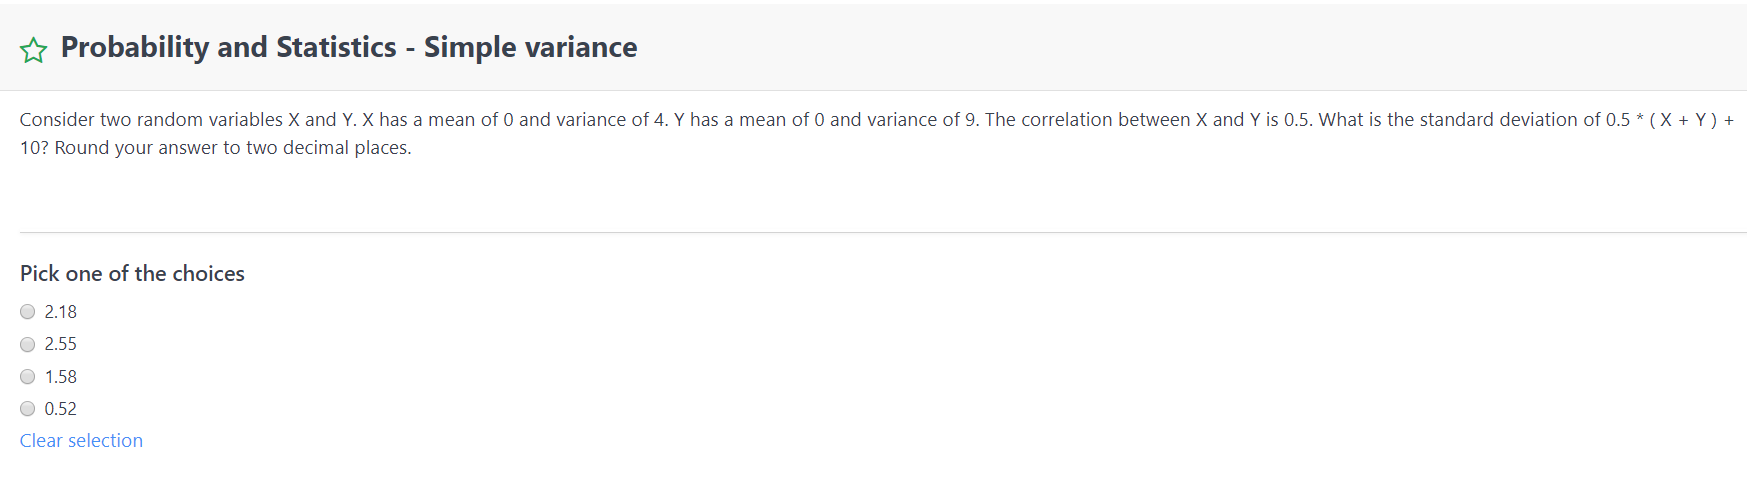 Probability and Statistics - Simple variance
Consider two random variables X and Y. X has a mean of 0 and variance of 4. Y has a mean of 0 and variance of 9. The correlation between X and Y is 0.5. What is the standard deviation of 0.5 * ( X + Y ) +
10? Round your answer to two decimal places.
Pick one of the choices
2.18
2.55
1.58
0.52
Clear selection